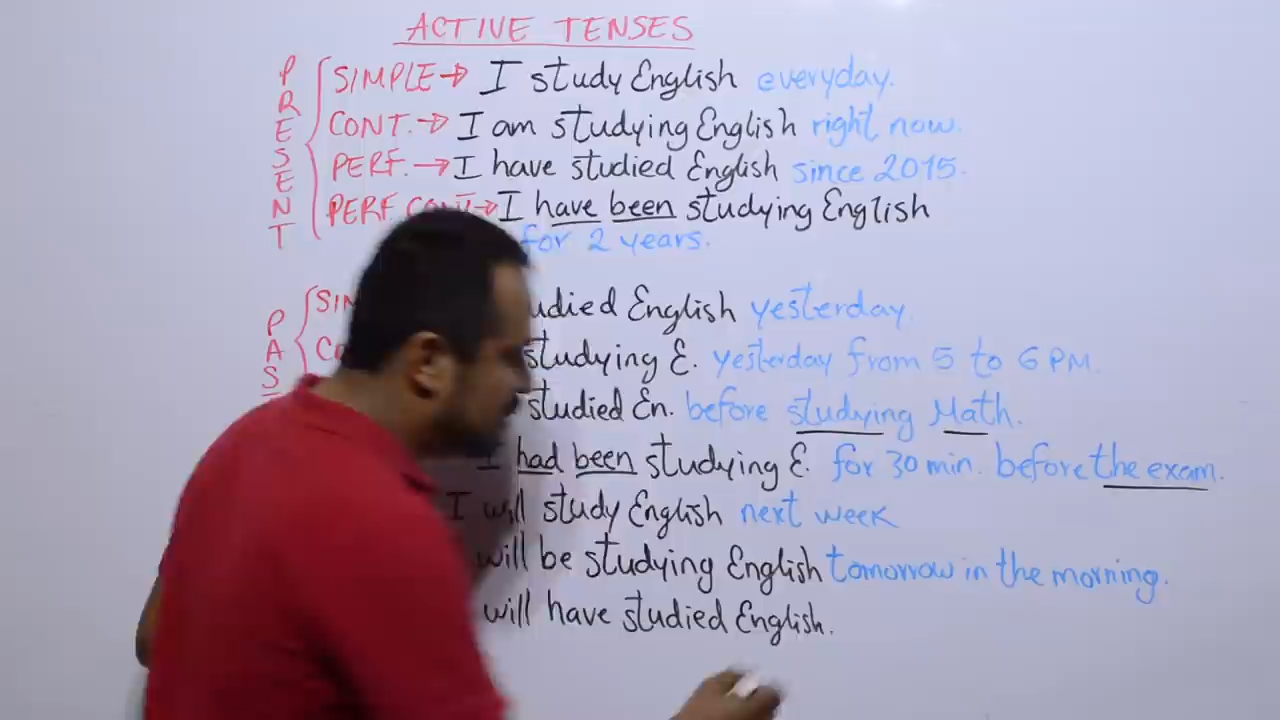 ACTIVE TENSES
PRESENT
SIMPLE → I study English everyday.
CONT. → I am studying English right now.
PERF. → I have studied English since 2015.
PERF. CONT. → I have been studying English
for 2 years.
PAS
English yesterday.
studying E. yesterday from 5 to 6 PM.
studied En. before studying Math.
I had been studying E. for 30 min. before the exam.
I will study English next week
will be studying English tomorrow in the morning.
will have studied English.